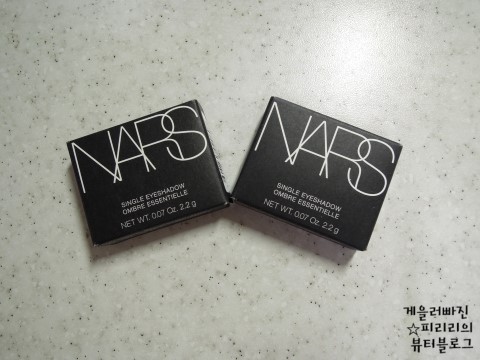 NARS
SINGLE EYESHADOW
OMBRE ESSENTIELLE
NET WT. 0.07 Oz. 2.2 g
NARS
SINGLE EYESHADOW
OMBRE ESSENTIELLE
NET WT. 0.07 Oz. 2.2 g
게을러빠진
☆피리리의
뷰티블로그